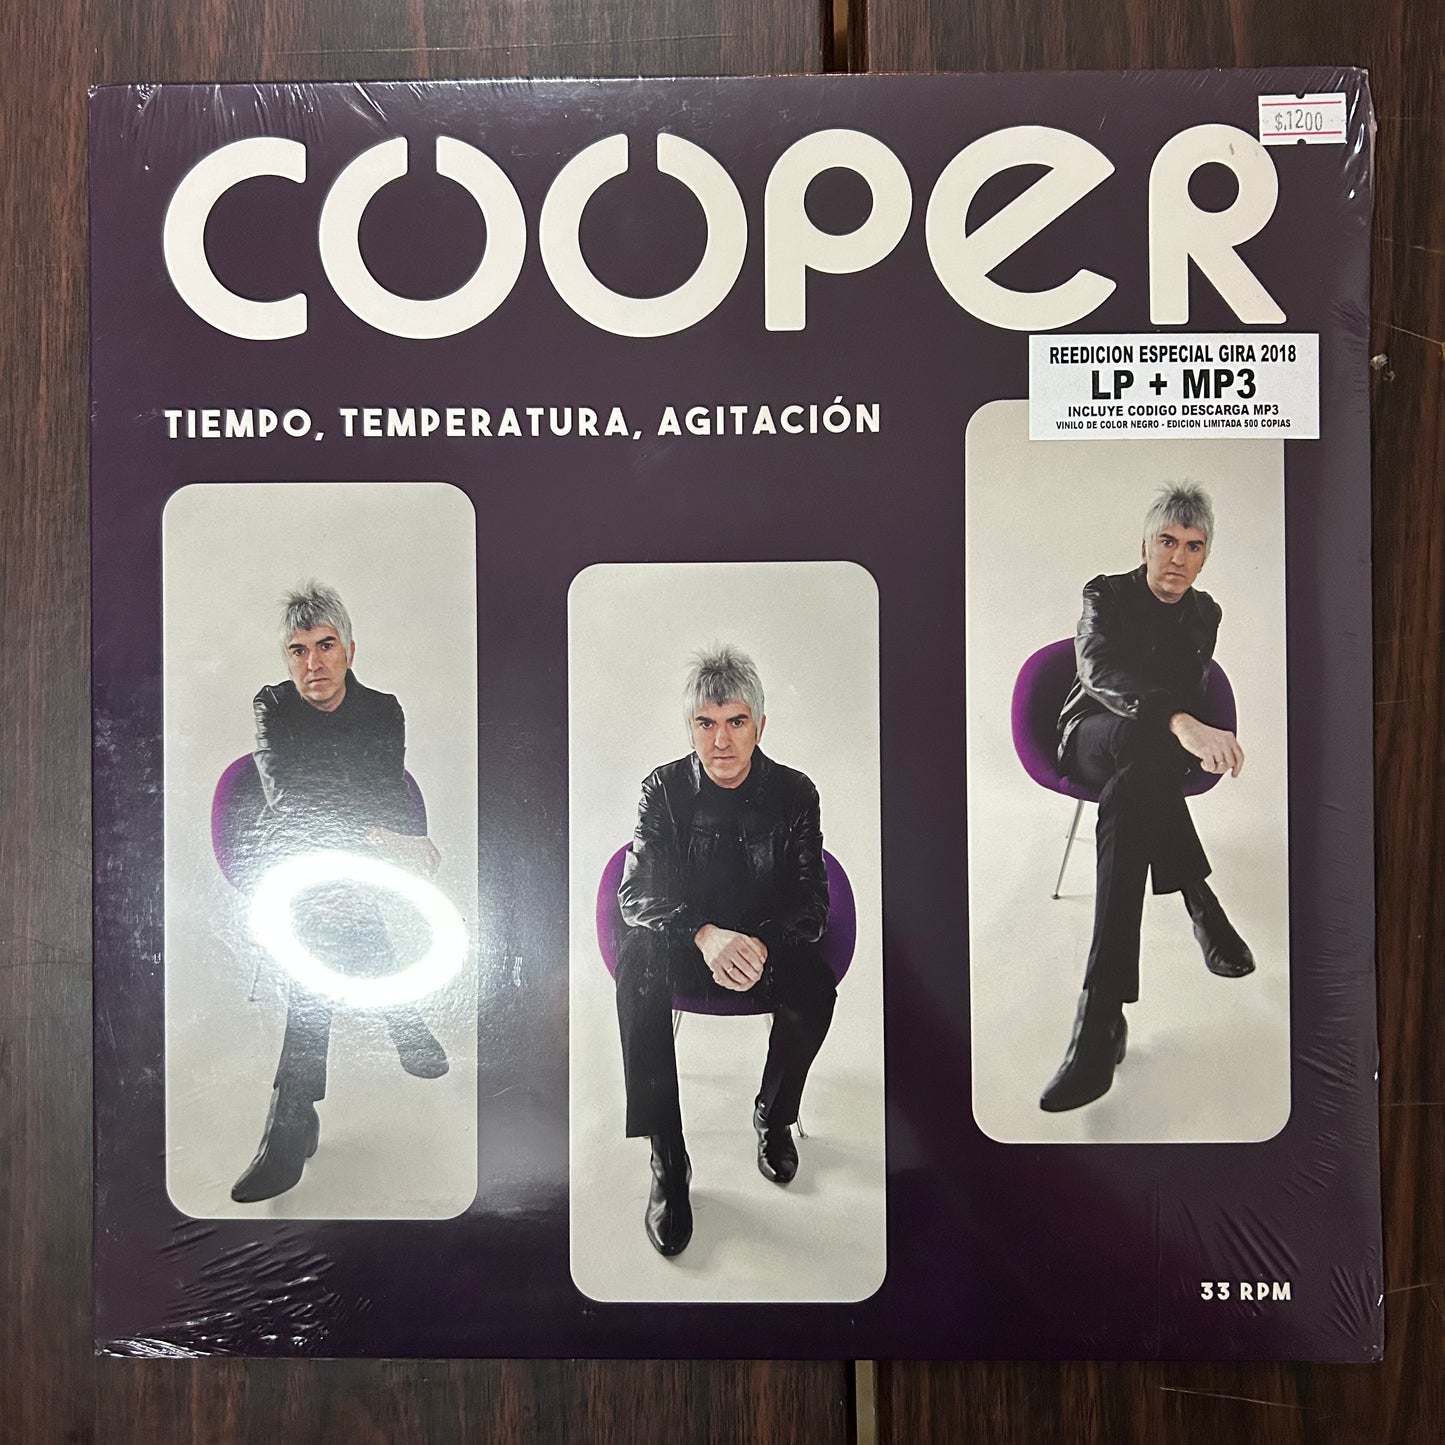 $.1200
COOPER
REEDICION ESPECIAL GIRA 2018
LP + MP3
INCLUYE CODIGO DESCARGA MP3
VINILO DE COLOR NEGRO - EDICION LIMITADA 500 COPIAS
TIEMPO, TEMPERATURA, AGITACIÓN
33 RPM